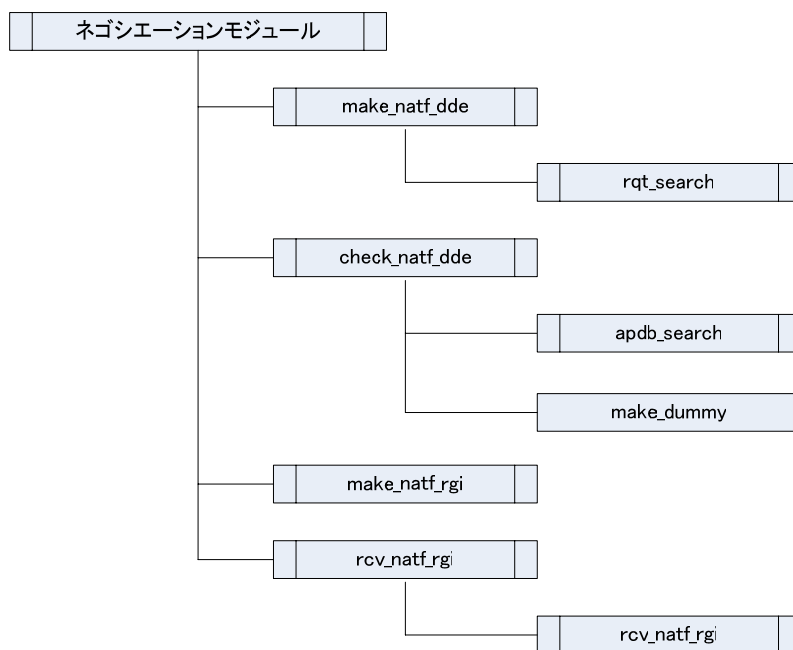 ネゴシエーションモジュール
make_natf_dde
rqt_search
check_natf_dde
apdb_search
make_dummy
make_natf_rgi
rcv_natf_rgi
rcv_natf_rgi